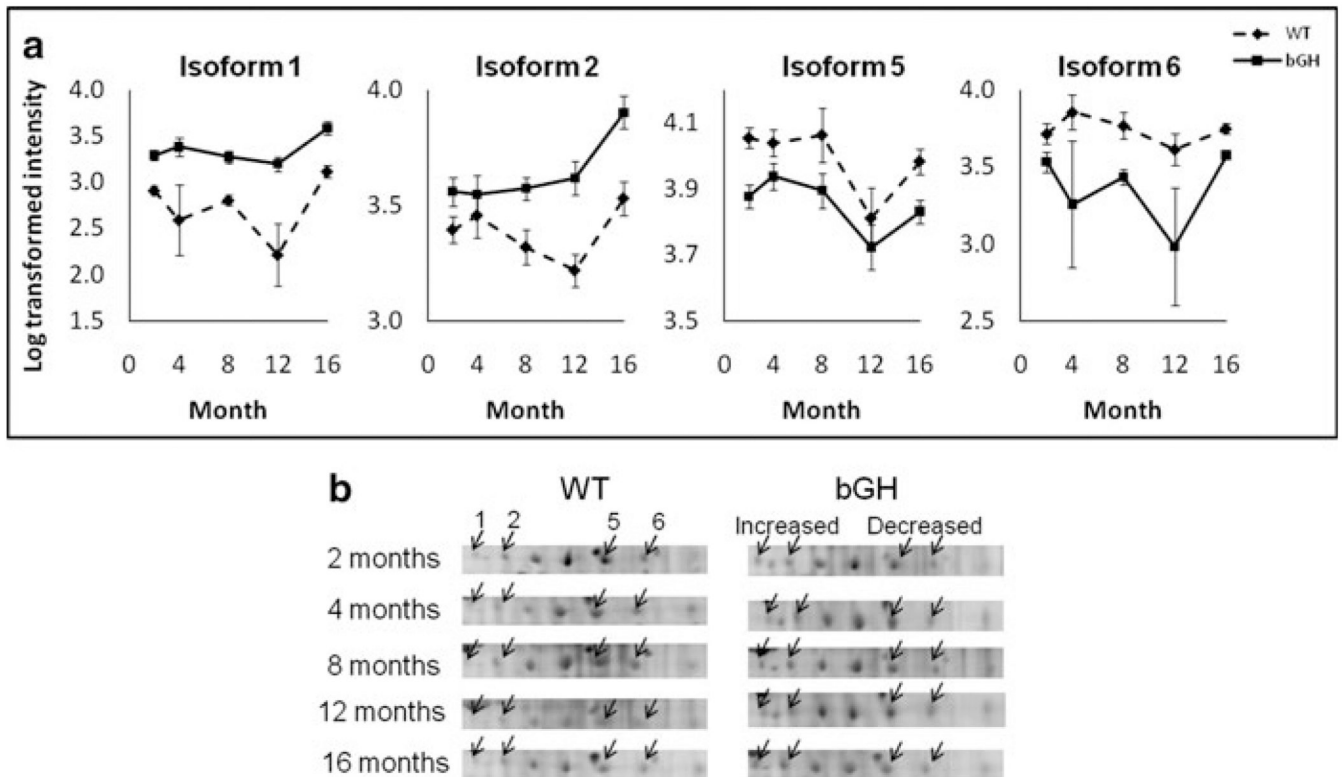 a
WT
bGH
Isoform 1
Isoform 2
Isoform 5
Isoform 6
Log transformed intensity
4.0
3.5
3.0
2.5
2.0
1.5
0 4 8 12 16
Month
4.0
3.5
3.0
0 4 8 12 16
Month
4.1
3.9
3.7
3.5
0 4 8 12 16
Month
4.0
3.5
3.0
2.5
0 4 8 12 16
Month
b
WT
bGH
1 2 5 6
Increased Decreased
2 months
4 months
8 months
12 months
16 months